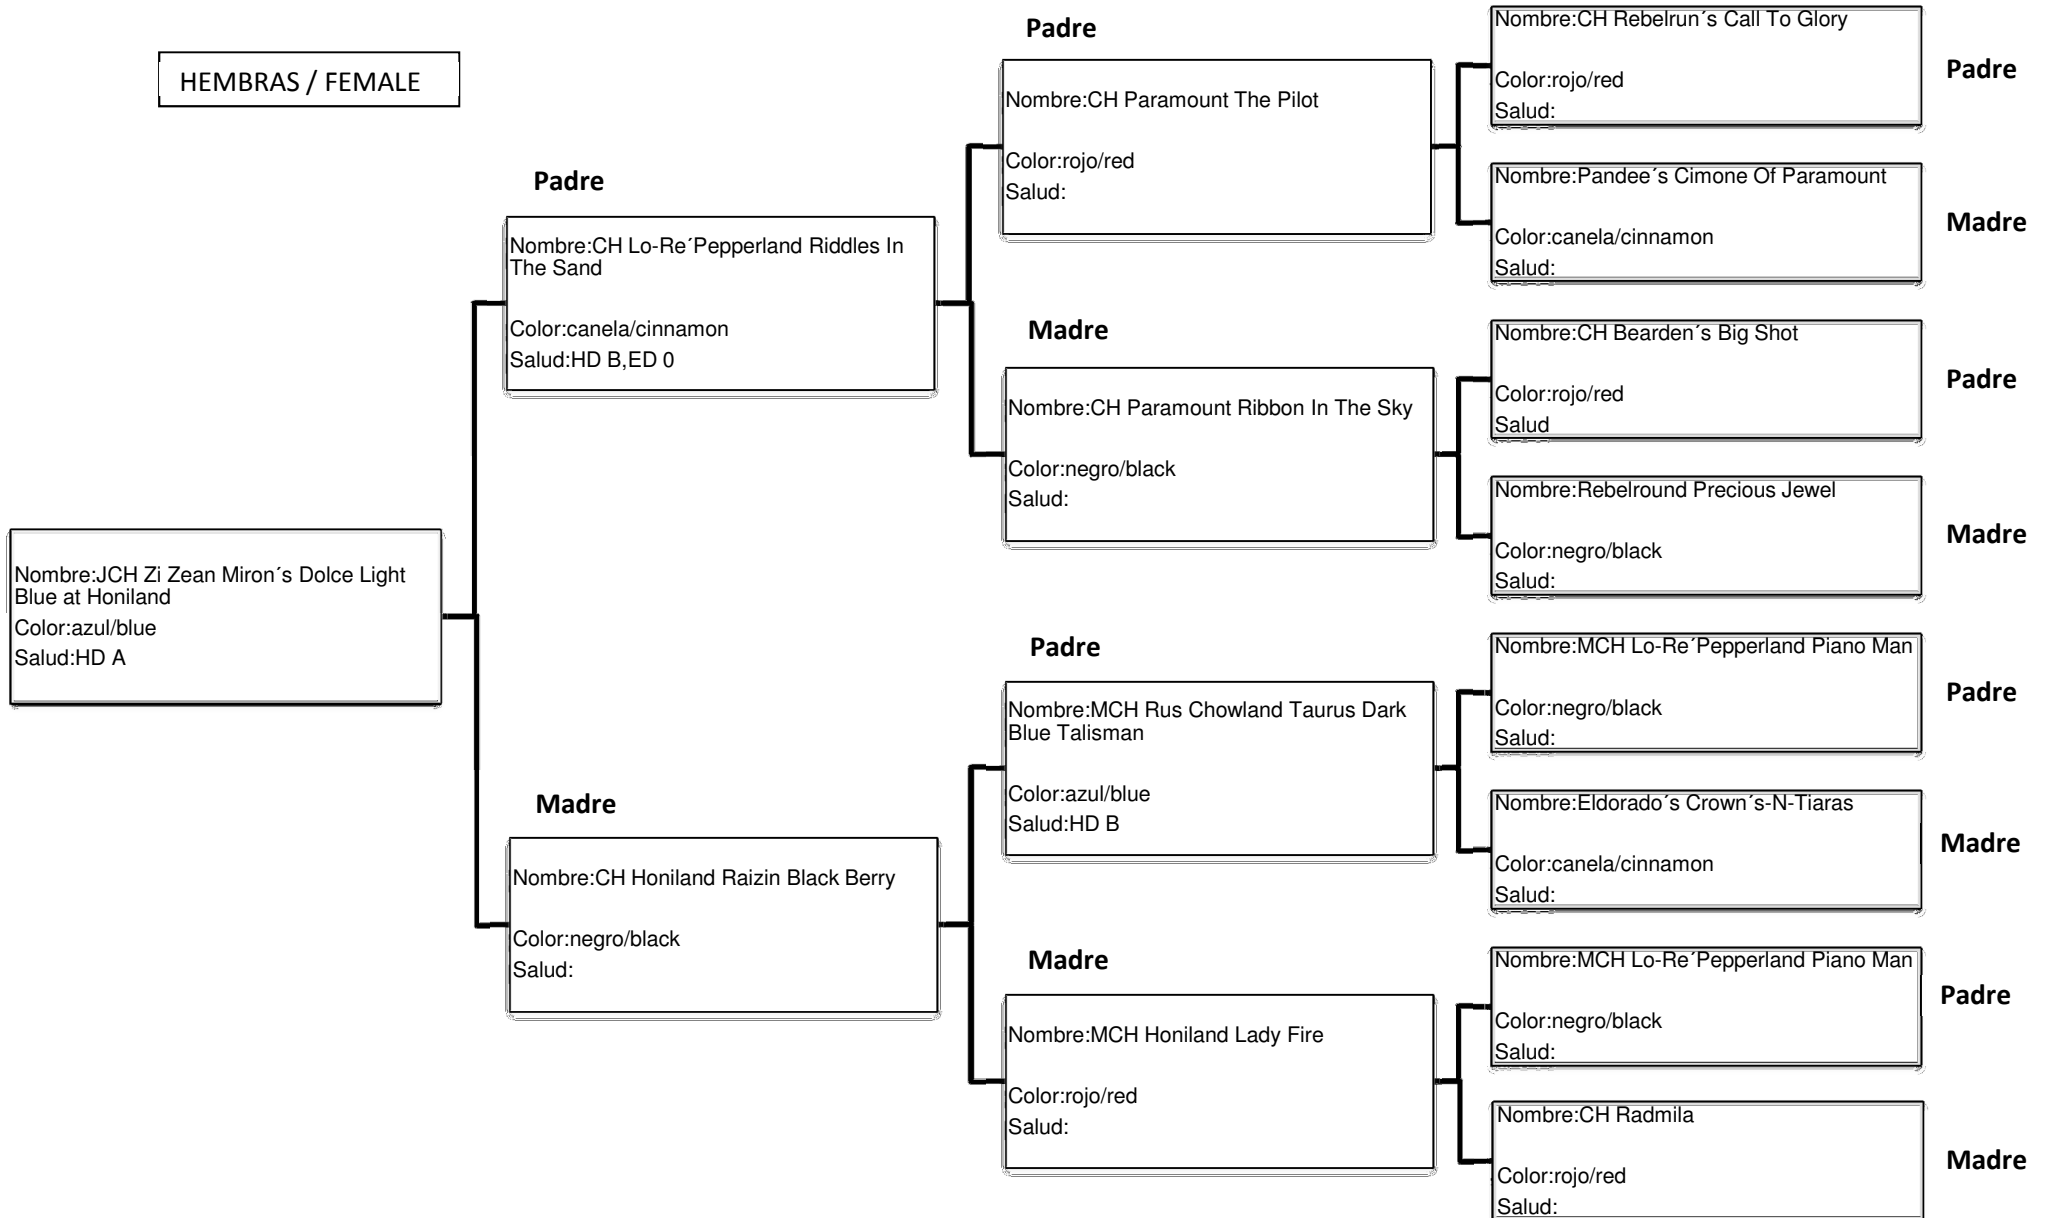 HEMBRAS / FEMALE
Nombre:JCH Zi Zean Miron´s Dolce Light
Blue at Honiland
Color:azul/blue
Salud:HD A
Padre
Nombre:CH Lo-Re´Pepperland Riddles In
The Sand
Color:canela/cinnamon
Salud:HD B,ED 0
Madre
Nombre:CH Honiland Raizin Black Berry
Color:negro/black
Salud:
Padre
Nombre:CH Paramount The Pilot
Color:rojo/red
Salud:
Madre
Nombre:CH Paramount Ribbon In The Sky
Color:negro/black
Salud:
Padre
Nombre:MCH Rus Chowland Taurus Dark
Blue Talisman
Color:azul/blue
Salud:HD B
Madre
Nombre:MCH Honiland Lady Fire
Color:rojo/red
Salud:
Nombre:CH Rebelrun´s Call To Glory
Color:rojo/red
Salud:
Padre
Nombre:Pandee´s Cimone Of Paramount
Color:canela/cinnamon
Salud:
Madre
Nombre:CH Bearden´s Big Shot
Color:rojo/red
Salud
Padre
Nombre:Rebelround Precious Jewel
Color:negro/black
Salud:
Madre
Nombre:MCH Lo-Re´Pepperland Piano Man
Color:negro/black
Salud:
Padre
Nombre:Eldorado´s Crown´s-N-Tiaras
Color:canela/cinnamon
Salud:
Madre
Nombre:MCH Lo-Re´Pepperland Piano Man
Color:negro/black
Salud:
Padre
Nombre:CH Radmila
Color:rojo/red
Salud:
Madre